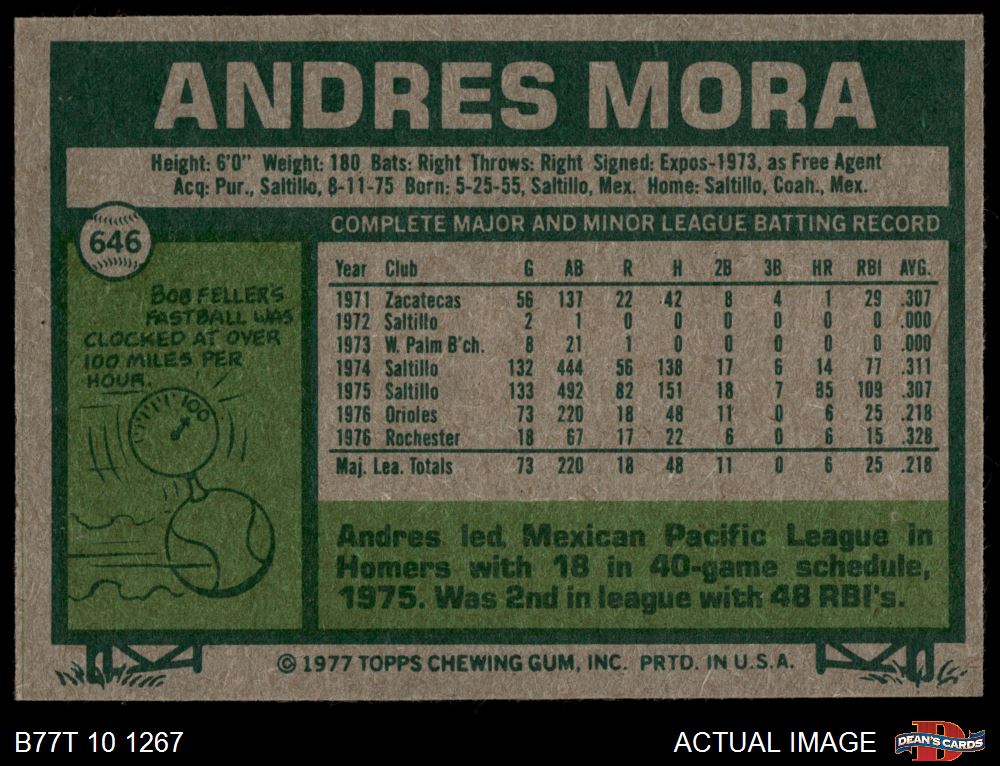 ANDRES MORA
Height: 6'0" Weight: 180 Bats: Right Throws: Right Signed: Expos-1973, as Free Agent
Acq: Pur., Saltillo, 8-11-75 Born: 5-25-55, Saltillo, Mex. Home: Saltillo, Coah., Mex.
646
BOB FELLER'S
FASTBALL WAS
CLOCKED AT OVER
100 MILES PER
HOUR.
100
COMPLETE MAJOR AND MINOR LEAGUE BATTING RECORD
Year Club G AB R H 2B 3B HR RBI AVG.
1971 Zacatecas 56 137 22 42 8 4 1 29 .307
1972 Saltillo 2 1 0 0 0 0 0 0 .000
1973 W. Palm B'ch. 8 21 1 0 0 0 0 0 .000
1974 Saltillo 132 444 56 138 17 6 14 77 .311
1975 Saltillo 133 492 82 151 18 7 35 109 .307
1976 Orioles 73 220 18 48 11 0 6 25 .218
1976 Rochester 18 67 17 22 6 0 6 15 .328
Maj. Lea. Totals 73 220 18 48 11 0 6 25 .218
Andres led Mexican Pacific League in
Homers with 18 in 40-game schedule,
1975. Was 2nd in league with 48 RBI's.
© 1977 TOPPS CHEWING GUM, INC. PRTD. IN U.S.A.
B77T 10 1267
ACTUAL IMAGE
DEAN'S CARDS